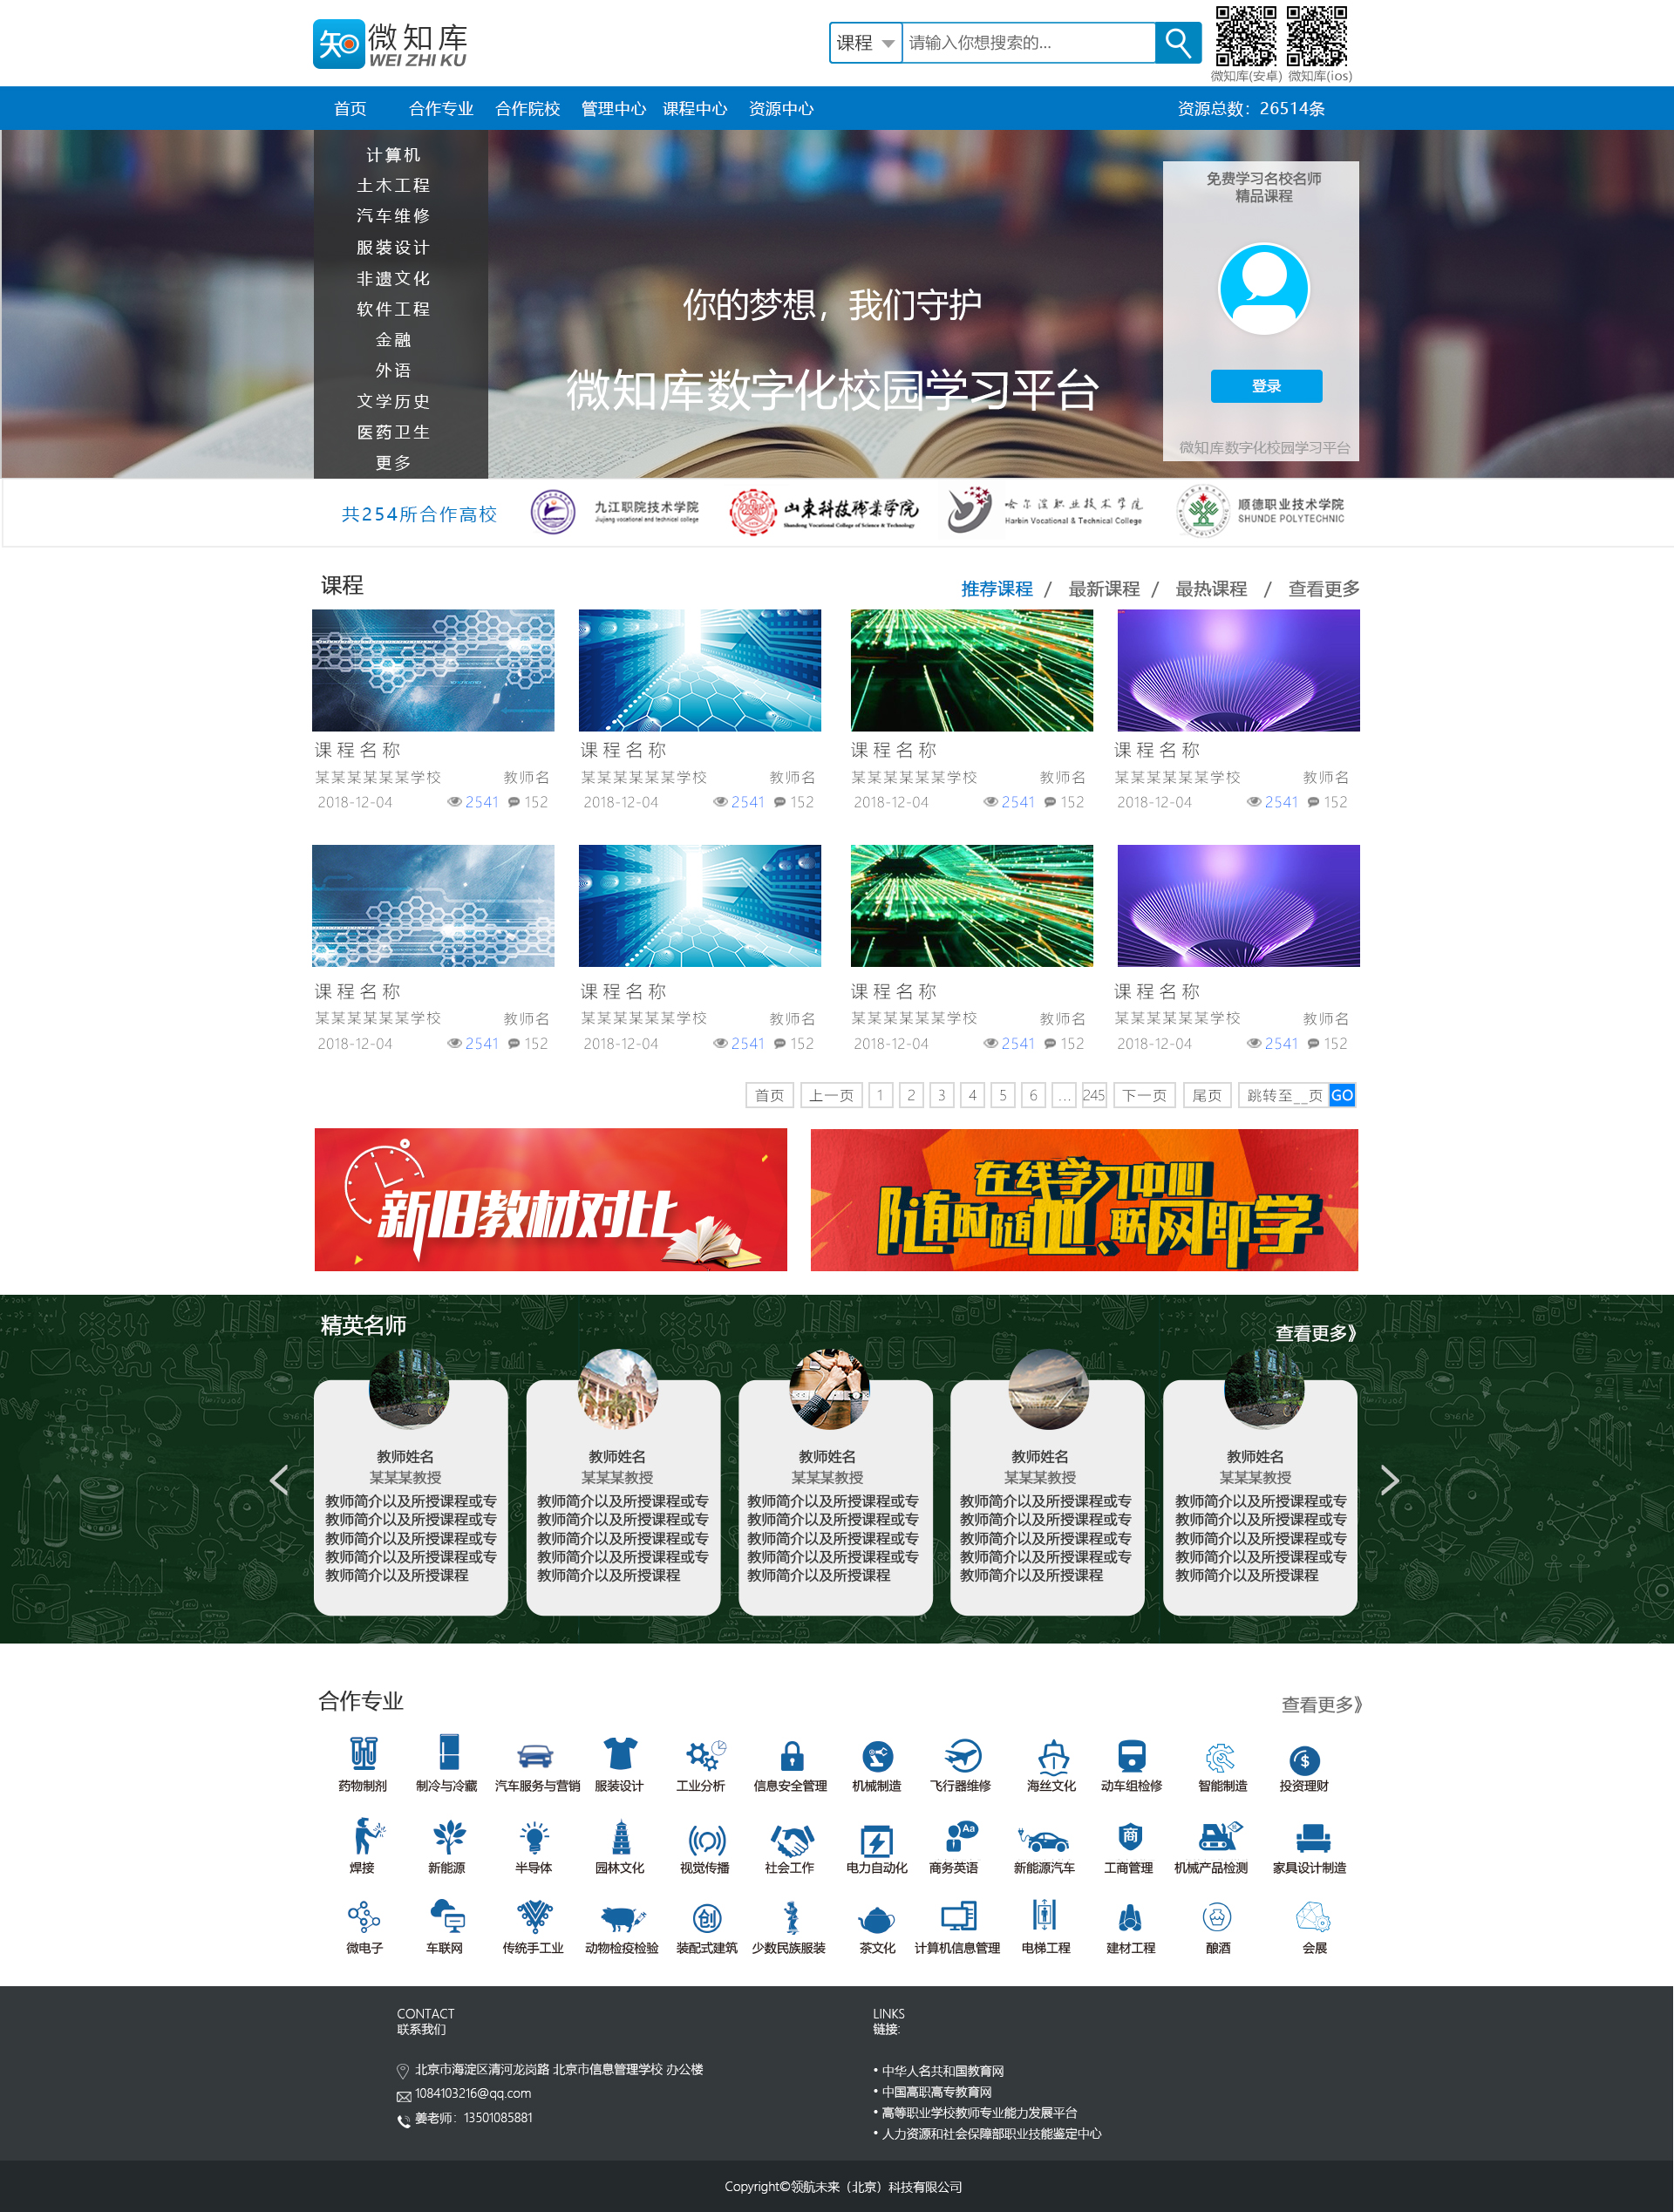 知 微知库
WEI ZHI KU
课程 请输入你想搜索的...
微知库(安卓) 微知库(ios)
首页 合作专业 合作院校 管理中心 课程中心 资源中心 资源总数：26514条
计算机
土木工程
汽车维修
服装设计
非遗文化
软件工程
金融
外语
文学历史
医药卫生
更多
你的梦想，我们守护
微知库数字化校园学习平台
免费学习名校名师
精品课程
登录
微知库数字化校园学习平台
共254所合作高校
九江职院技术学院
Jiujiang vocational and technical college
山东科技职业学院
Shandong Vocational College of Science & Technology
哈尔滨职业技术学院
Harbin Vocational & Technical College
顺德职业技术学院
SHUNDE POLYTECHNIC
课程 推荐课程 / 最新课程 / 最热课程 / 查看更多
课程名称 课程名称 课程名称 课程名称
某某某某某某学校 教师名 某某某某某某学校 教师名 某某某某某某学校 教师名 某某某某某某学校 教师名
2018-12-04 2541 152 2018-12-04 2541 152 2018-12-04 2541 152 2018-12-04 2541 152
课程名称 课程名称 课程名称 课程名称
某某某某某某学校 教师名 某某某某某某学校 教师名 某某某某某某学校 教师名 某某某某某某学校 教师名
2018-12-04 2541 152 2018-12-04 2541 152 2018-12-04 2541 152 2018-12-04 2541 152
首页 上一页 1 2 3 4 5 6 ... 245 下一页 尾页 跳转至__页 GO
新旧教材对比
在线学习中心
随时随地、联网即学
精英名师 查看更多》
教师姓名 教师姓名 教师姓名 教师姓名 教师姓名
某某某教授 某某某教授 某某某教授 某某某教授 某某某教授
教师简介以及所授课程或专 教师简介以及所授课程或专 教师简介以及所授课程或专 教师简介以及所授课程或专 教师简介以及所授课程或专
教师简介以及所授课程或专 教师简介以及所授课程或专 教师简介以及所授课程或专 教师简介以及所授课程或专 教师简介以及所授课程或专
教师简介以及所授课程或专 教师简介以及所授课程或专 教师简介以及所授课程或专 教师简介以及所授课程或专 教师简介以及所授课程或专
教师简介以及所授课程或专 教师简介以及所授课程或专 教师简介以及所授课程或专 教师简介以及所授课程或专 教师简介以及所授课程或专
教师简介以及所授课程 教师简介以及所授课程 教师简介以及所授课程 教师简介以及所授课程 教师简介以及所授课程
合作专业 查看更多》
药物制剂 制冷与冷藏 汽车服务与营销 服装设计 工业分析 信息安全管理 机械制造 飞行器维修 海丝文化 动车组检修 智能制造 投资理财
Aa 商
焊接 新能源 半导体 园林文化 视觉传播 社会工作 电力自动化 商务英语 新能源汽车 工商管理 机械产品检测 家具设计制造
创
微电子 车联网 传统手工业 动物检疫检验 装配式建筑 少数民族服装 茶文化 计算机信息管理 电梯工程 建材工程 酿酒 会展
CONTACT
联系我们
北京市海淀区清河龙岗路 北京市信息管理学校 办公楼
1084103216@qq.com
姜老师：13501085881
LINKS
链接:
• 中华人名共和国教育网
• 中国高职高专教育网
• 高等职业学校教师专业能力发展平台
• 人力资源和社会保障部职业技能鉴定中心
Copyright©领航未来（北京）科技有限公司